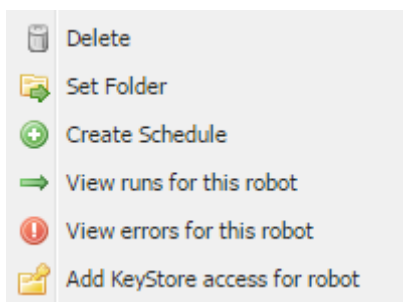 Delete
Set Folder
Create Schedule
View runs for this robot
View errors for this robot
Add KeyStore access for robot